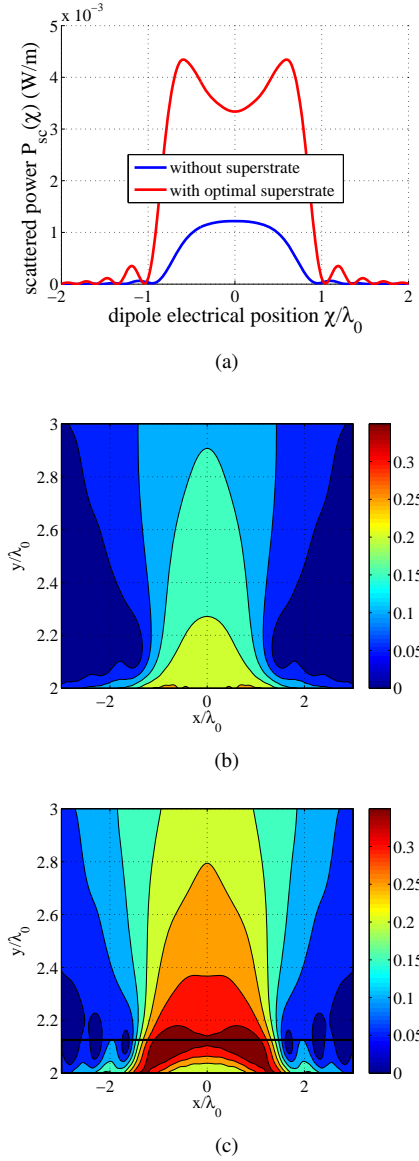 x 10⁻³
5
4
3
2
1
0
scattered power P_sc(χ) (W/m)
without superstrate
with optimal superstrate
−2 −1 0 1 2
dipole electrical position χ/λ₀
(a)
3
2.8
2.6
2.4
2.2
2
y/λ₀
−2 0 2
x/λ₀
0.3
0.25
0.2
0.15
0.1
0.05
0
(b)
3
2.8
2.6
2.4
2.2
2
y/λ₀
−2 0 2
x/λ₀
0.3
0.25
0.2
0.15
0.1
0.05
0
(c)